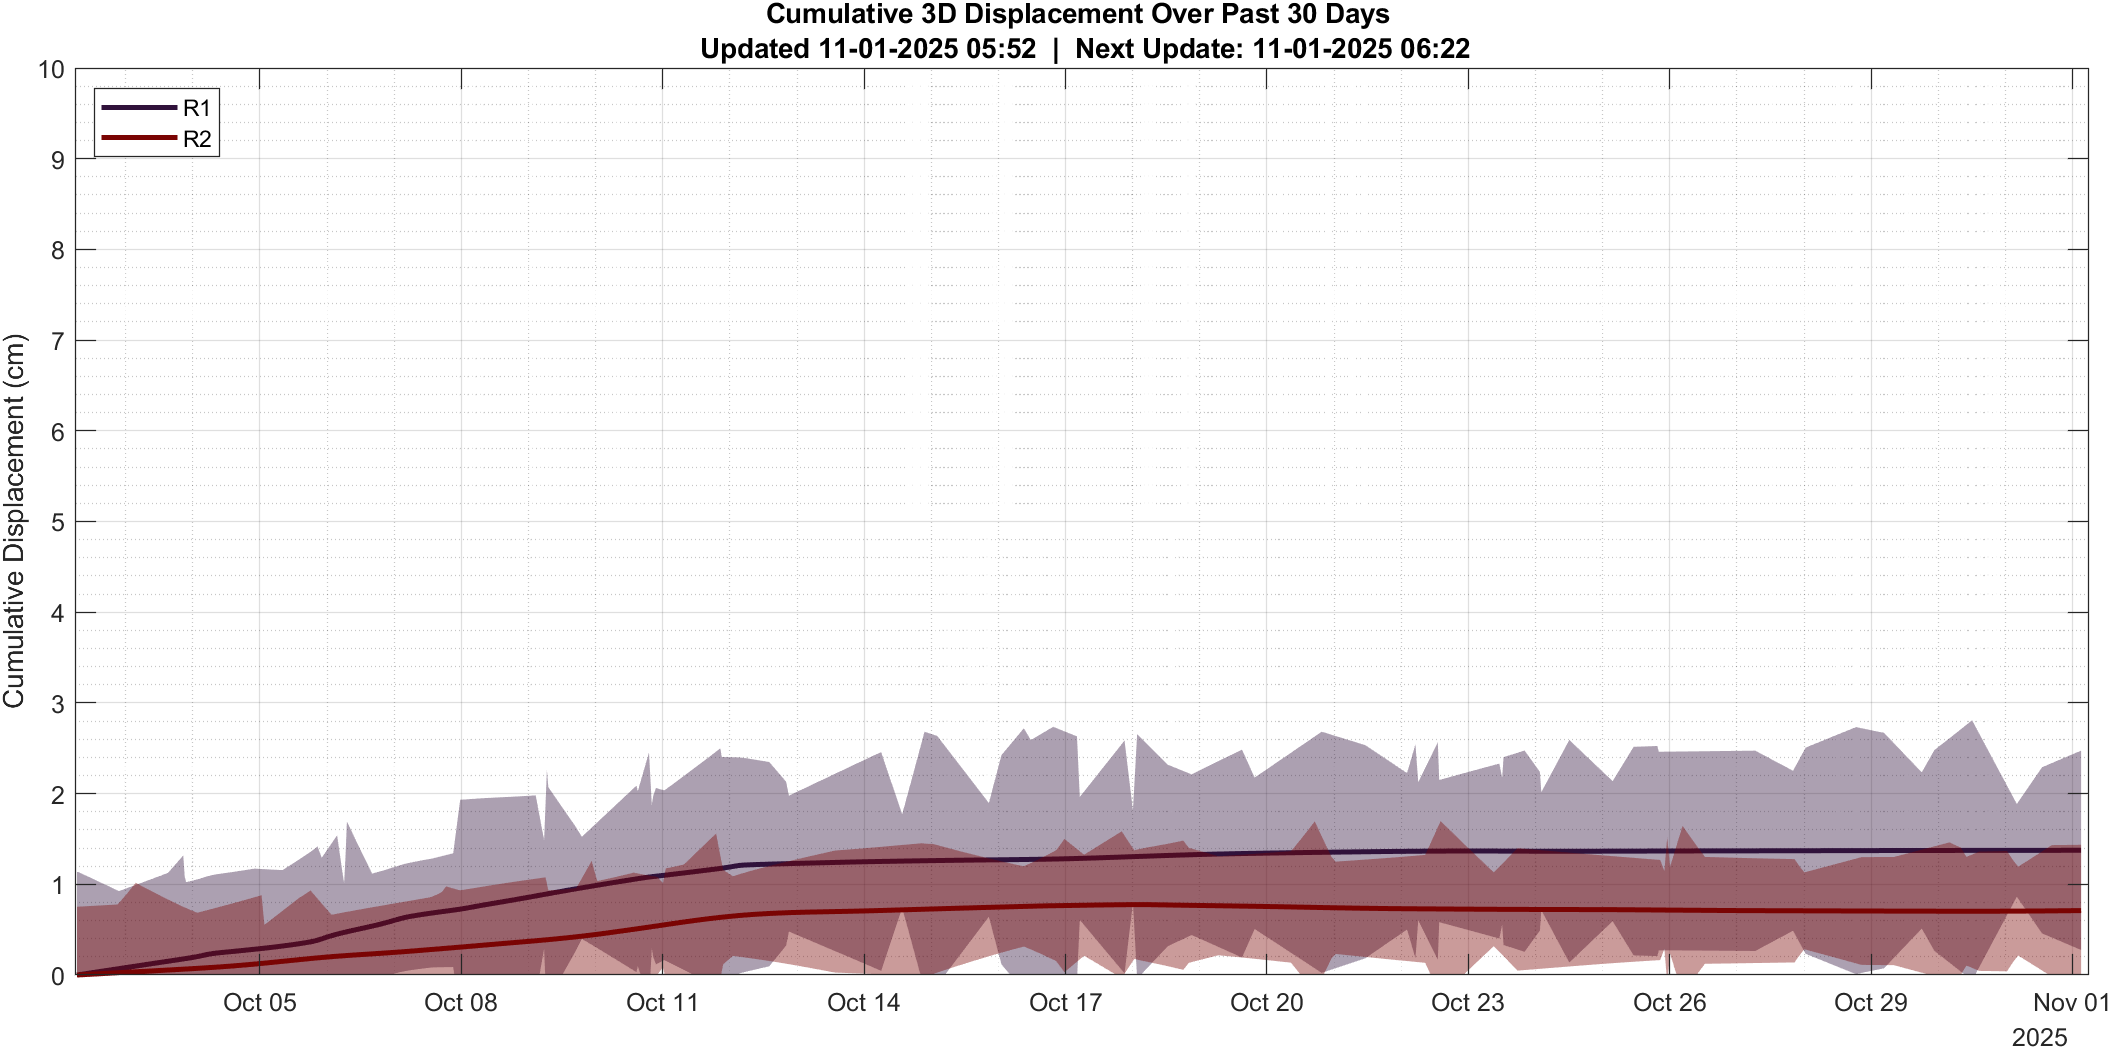 Cumulative 3D Displacement Over Past 30 Days
Updated 11-01-2025 05:52 | Next Update: 11-01-2025 06:22
R1
R2
Cumulative Displacement (cm)
10
9
8
7
6
5
4
3
2
1
0
Oct 05 Oct 08 Oct 11 Oct 14 Oct 17 Oct 20 Oct 23 Oct 26 Oct 29 Nov 01
2025